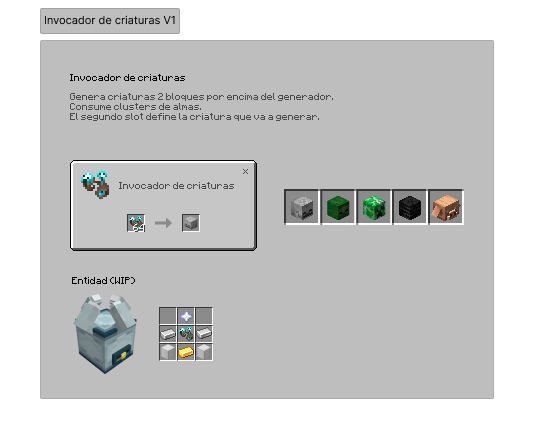 Invocador de criaturas V1
Invocador de criaturas
Genera criaturas 2 bloques por encima del generador.
Consume clusters de almas.
El segundo slot define la criatura que va a generar.
Invocador de criaturas
64
Entidad (WIP)